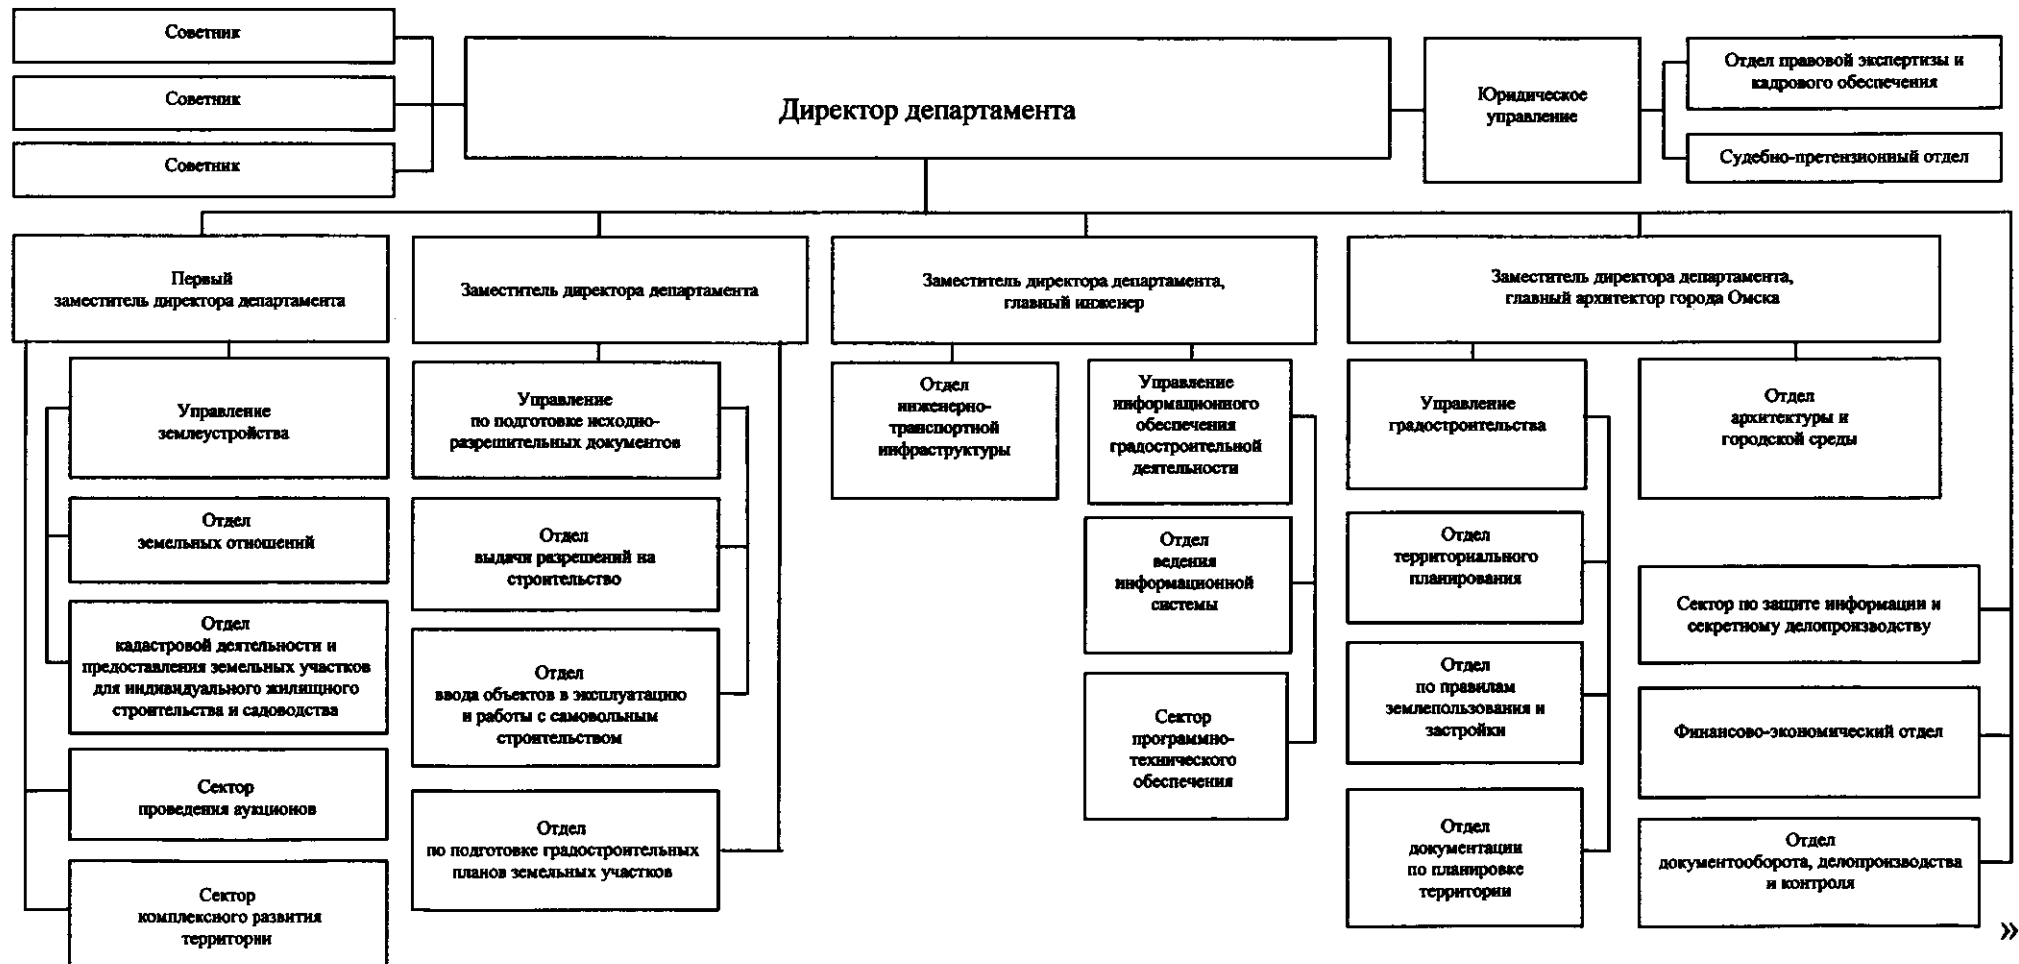 Советник
Советник
Советник
Директор департамента
Юридическое
управление
Отдел правовой экспертизы и
кадрового обеспечения
Судебно-претензионный отдел
Первый
заместитель директора департамента
Заместитель директора департамента
Заместитель директора департамента,
главный инженер
Заместитель директора департамента,
главный архитектор города Омска
Управление
землеустройства
Отдел
земельных отношений
Отдел
кадастровой деятельности и
предоставления земельных участков
для индивидуального жилищного
строительства и садоводства
Сектор
проведения аукционов
Сектор
комплексного развития
территории
Управление
по подготовке исходно-
разрешительных документов
Отдел
выдачи разрешений на
строительство
Отдел
ввода объектов в эксплуатацию
и работы с самовольным
строительством
Отдел
по подготовке градостроительных
планов земельных участков
Отдел
инженерно-
транспортной
инфраструктуры
Управление
информационного
обеспечения
градостроительной
деятельности
Отдел
ведения
информационной
системы
Сектор
программно-
технического
обеспечения
Управление
градостроительства
Отдел
территориального
планирования
Отдел
по правилам
землепользования и
застройки
Отдел
документации
по планировке
территории
Отдел
архитектуры и
городской среды
Сектор по защите информации и
секретному делопроизводству
Финансово-экономический отдел
Отдел
документооборота, делопроизводства
и контроля
»